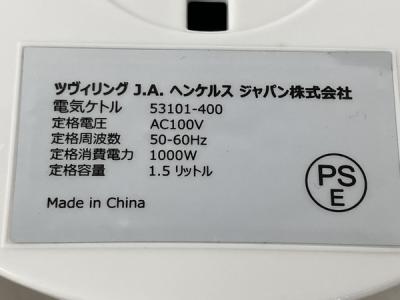 ツヴィリング J.A. ヘンケルス ジャパン株式会社
電気ケトル 53101-400
定格電圧 AC100V
定格周波数 50-60Hz
定格消費電力 1000W
定格容量 1.5 リットル
PS
E
Made in China